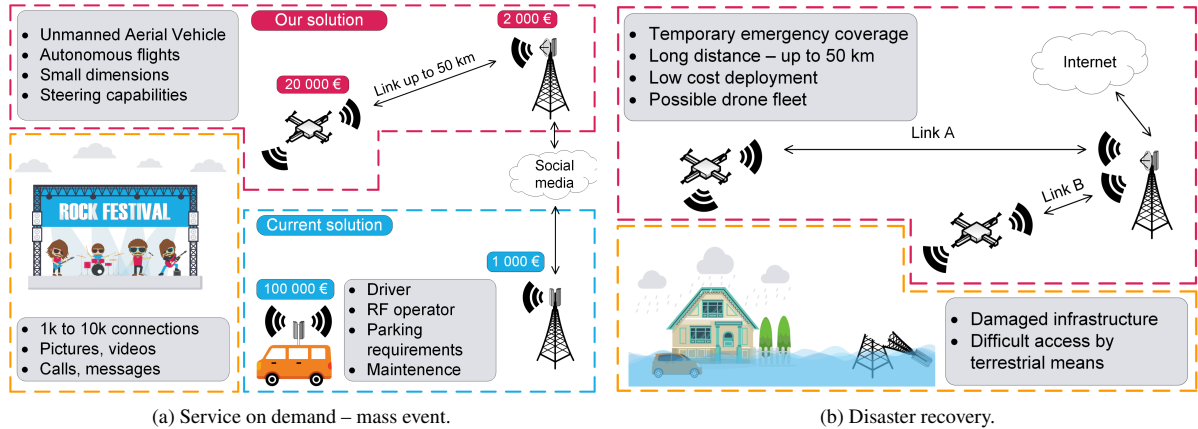 Our solution
2 000 €
• Unmanned Aerial Vehicle
• Autonomous flights
• Small dimensions
• Steering capabilities
20 000 €
Link up to 50 km
Social
media
ROCK FESTIVAL
• 1k to 10k connections
• Pictures, videos
• Calls, messages
Current solution
1 000 €
100 000 €
• Driver
• RF operator
• Parking
requirements
• Maintenence
(a) Service on demand – mass event.
• Temporary emergency coverage
• Long distance – up to 50 km
• Low cost deployment
• Possible drone fleet
Internet
Link A
Link B
• Damaged infrastructure
• Difficult access by
terrestrial means
(b) Disaster recovery.